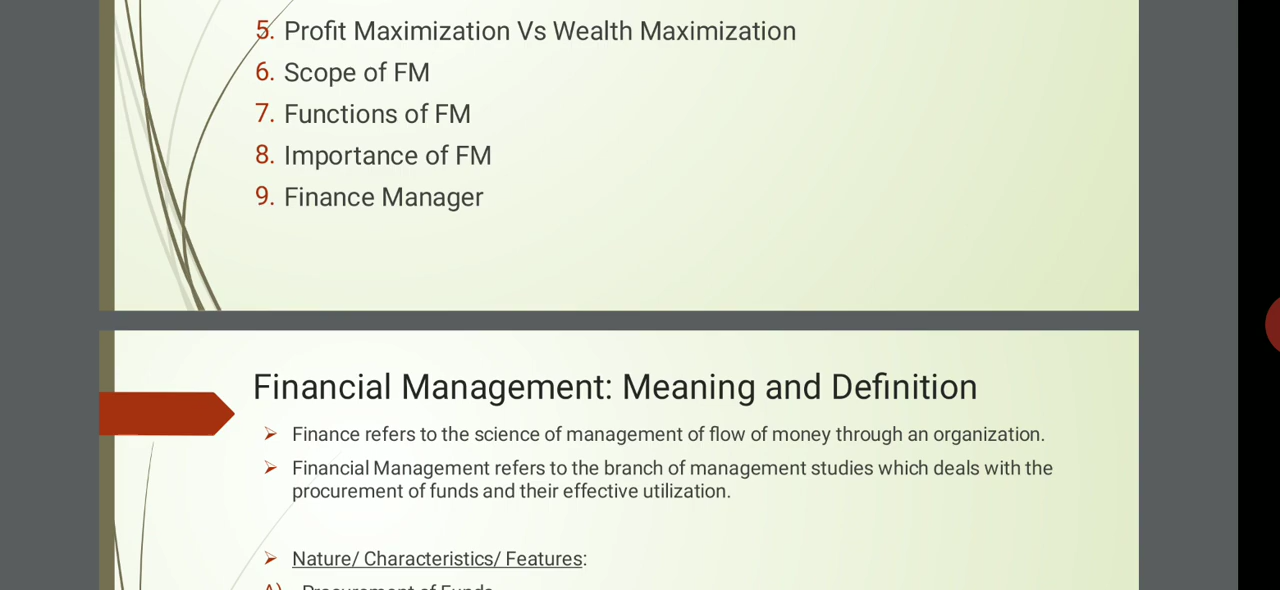 5. Profit Maximization Vs Wealth Maximization
6. Scope of FM
7. Functions of FM
8. Importance of FM
9. Finance Manager
Financial Management: Meaning and Definition
➢ Finance refers to the science of management of flow of money through an organization.
➢ Financial Management refers to the branch of management studies which deals with the
procurement of funds and their effective utilization.
➢ Nature/ Characteristics/ Features:
A) Procurement of Funds